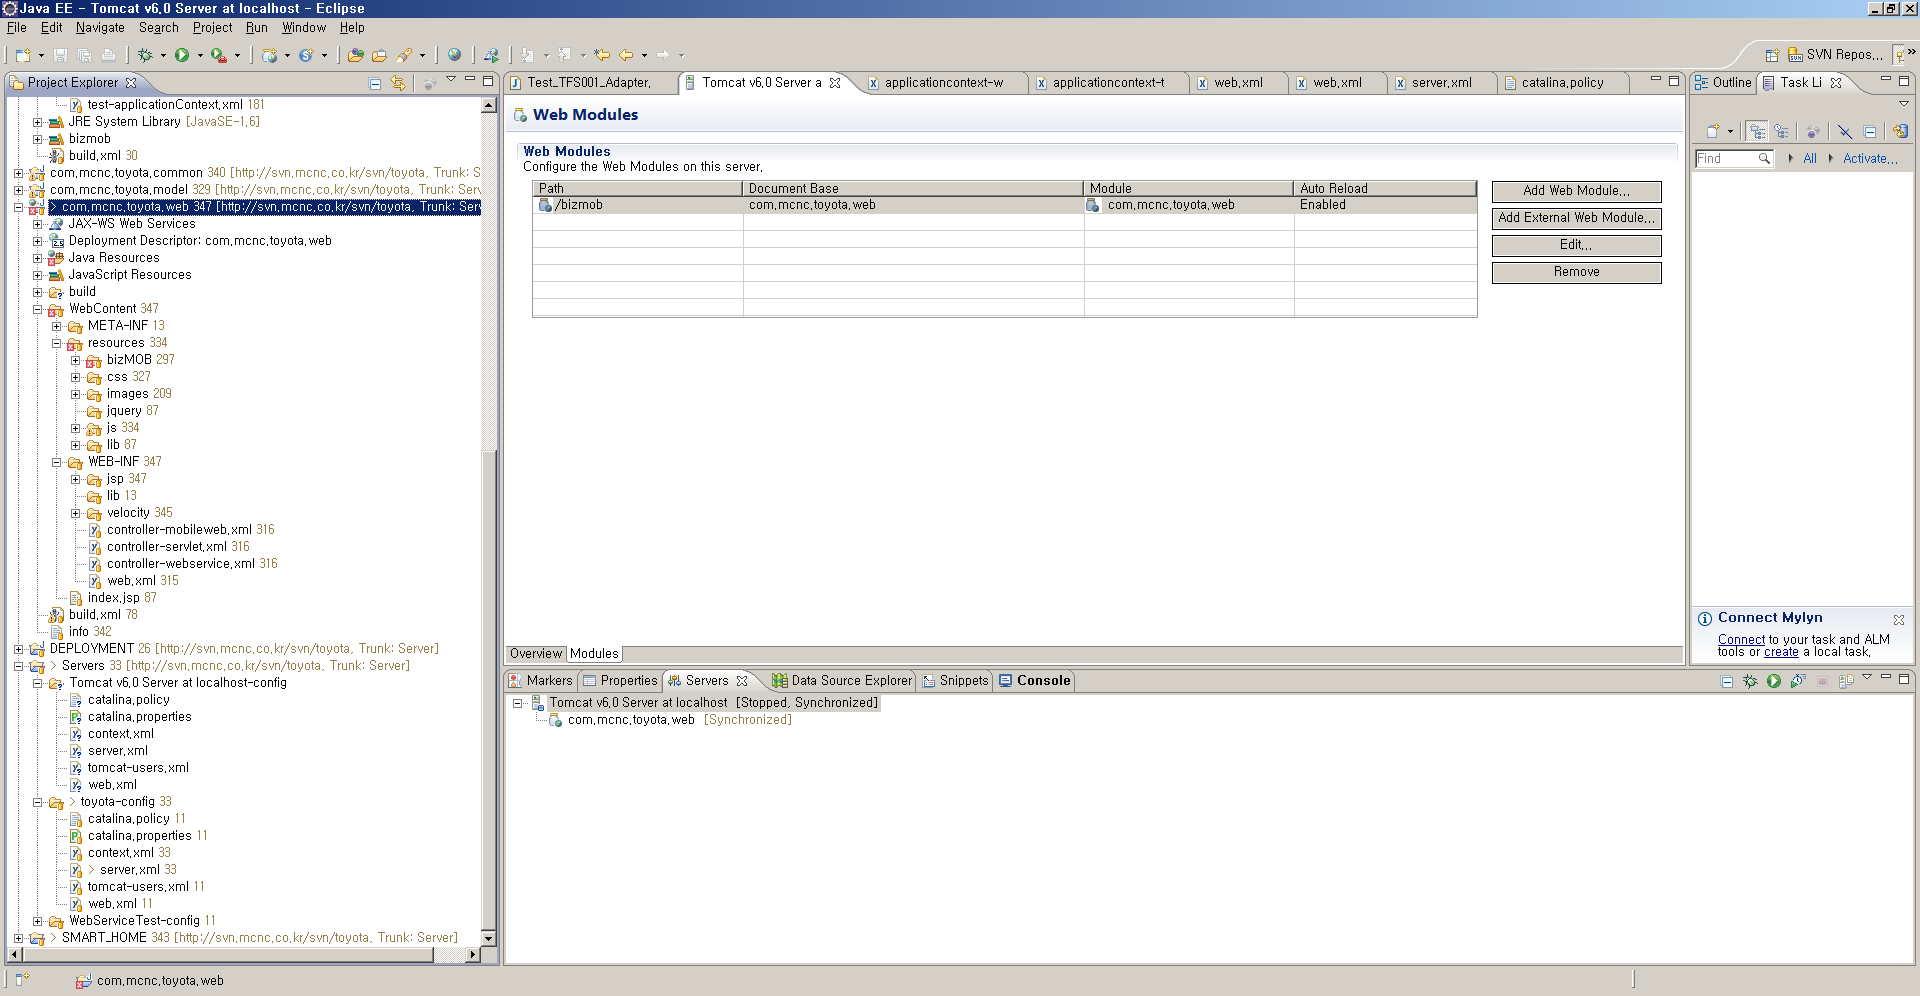 Java EE - Tomcat v6.0 Server at localhost - Eclipse
File Edit Navigate Search Project Run Window Help
SVN Repos... »
Project Explorer
test-applicationContext.xml 181
JRE System Library [JavaSE-1.6]
bizmob
build.xml 30
com.mcnc.toyota.common 340 [http://svn.mcnc.co.kr/svn/toyota, Trunk: S
com.mcnc.toyota.model 329 [http://svn.mcnc.co.kr/svn/toyota, Trunk: Serv
> com.mcnc.toyota.web 347 [http://svn.mcnc.co.kr/svn/toyota, Trunk: Serv
JAX-WS Web Services
Deployment Descriptor: com.mcnc.toyota.web
Java Resources
JavaScript Resources
build
WebContent 347
META-INF 13
resources 334
bizMOB 297
css 327
images 209
jquery 87
js 334
lib 87
WEB-INF 347
jsp 347
lib 13
velocity 345
controller-mobileweb.xml 316
controller-servlet.xml 316
controller-webservice.xml 316
web.xml 315
index.jsp 87
build.xml 78
info 342
DEPLOYMENT 26 [http://svn.mcnc.co.kr/svn/toyota, Trunk: Server]
> Servers 33 [http://svn.mcnc.co.kr/svn/toyota, Trunk: Server]
Tomcat v6.0 Server at localhost-config
catalina.policy
catalina.properties
context.xml
server.xml
tomcat-users.xml
web.xml
> toyota-config 33
catalina.policy 11
catalina.properties 11
context.xml 33
> server.xml 33
tomcat-users.xml 11
web.xml 11
WebServiceTest-config 11
> SMART_HOME 343 [http://svn.mcnc.co.kr/svn/toyota, Trunk: Server]
Test_TFS001_Adapter. Tomcat v6.0 Server a applicationcontext-w applicationcontext-t web.xml web.xml server.xml catalina.policy
Web Modules
Web Modules
Configure the Web Modules on this server.
Path Document Base Module Auto Reload
/bizmob com.mcnc.toyota.web com.mcnc.toyota.web Enabled
Add Web Module...
Add External Web Module...
Edit...
Remove
Overview Modules
Markers Properties Servers Data Source Explorer Snippets Console
Tomcat v6.0 Server at localhost [Stopped, Synchronized]
com.mcnc.toyota.web [Synchronized]
Outline Task Li
Find All Activate...
Connect Mylyn
Connect to your task and ALM
tools or create a local task.
com.mcnc.toyota.web